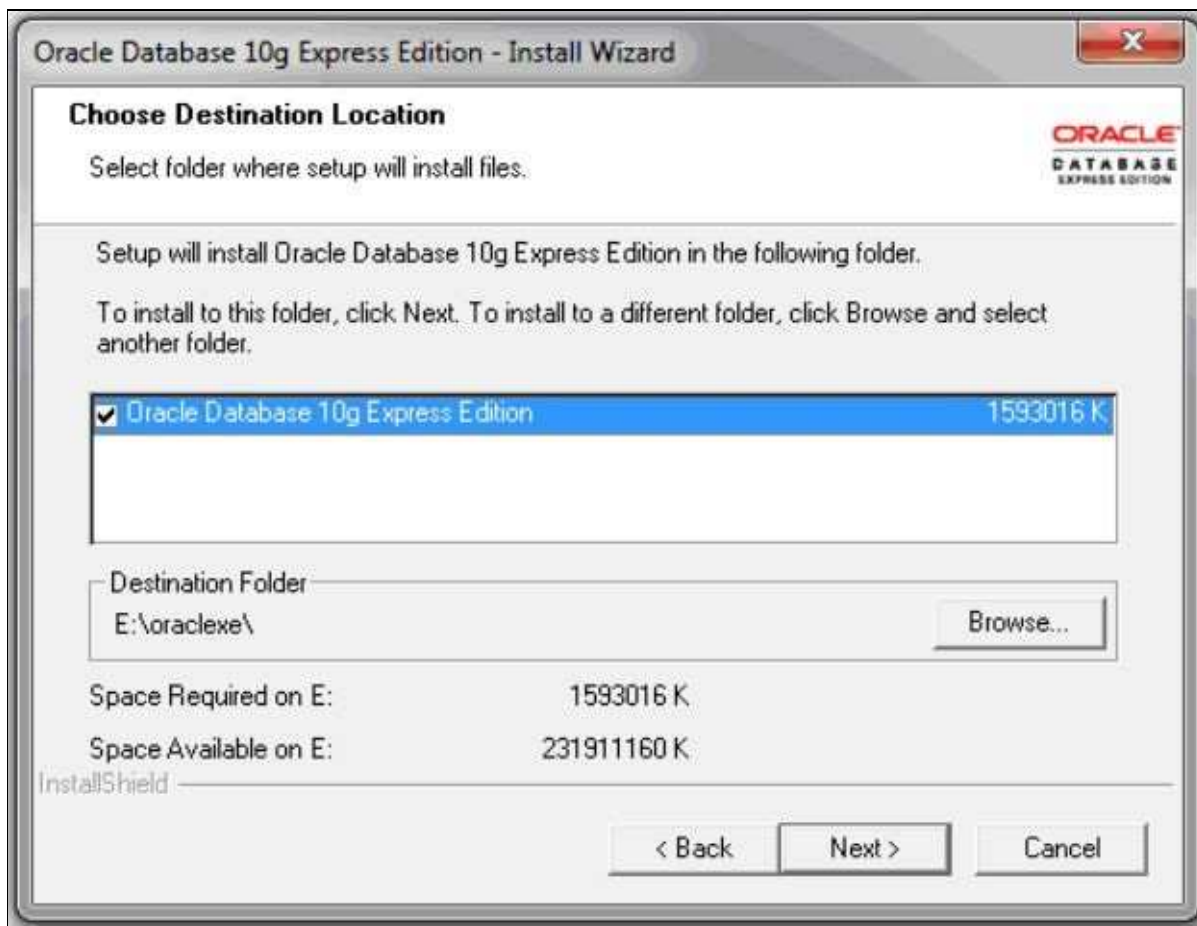 Oracle Database 10g Express Edition - Install Wizard
Choose Destination Location
Select folder where setup will install files.
ORACLE
DATABASE
EXPRESS EDITION
Setup will install Oracle Database 10g Express Edition in the following folder.
To install to this folder, click Next. To install to a different folder, click Browse and select
another folder.
Oracle Database 10g Express Edition 1593016 K
Destination Folder
E:\oraclexe\ Browse...
Space Required on E: 1593016 K
Space Available on E: 231911160 K
InstallShield
< Back Next > Cancel